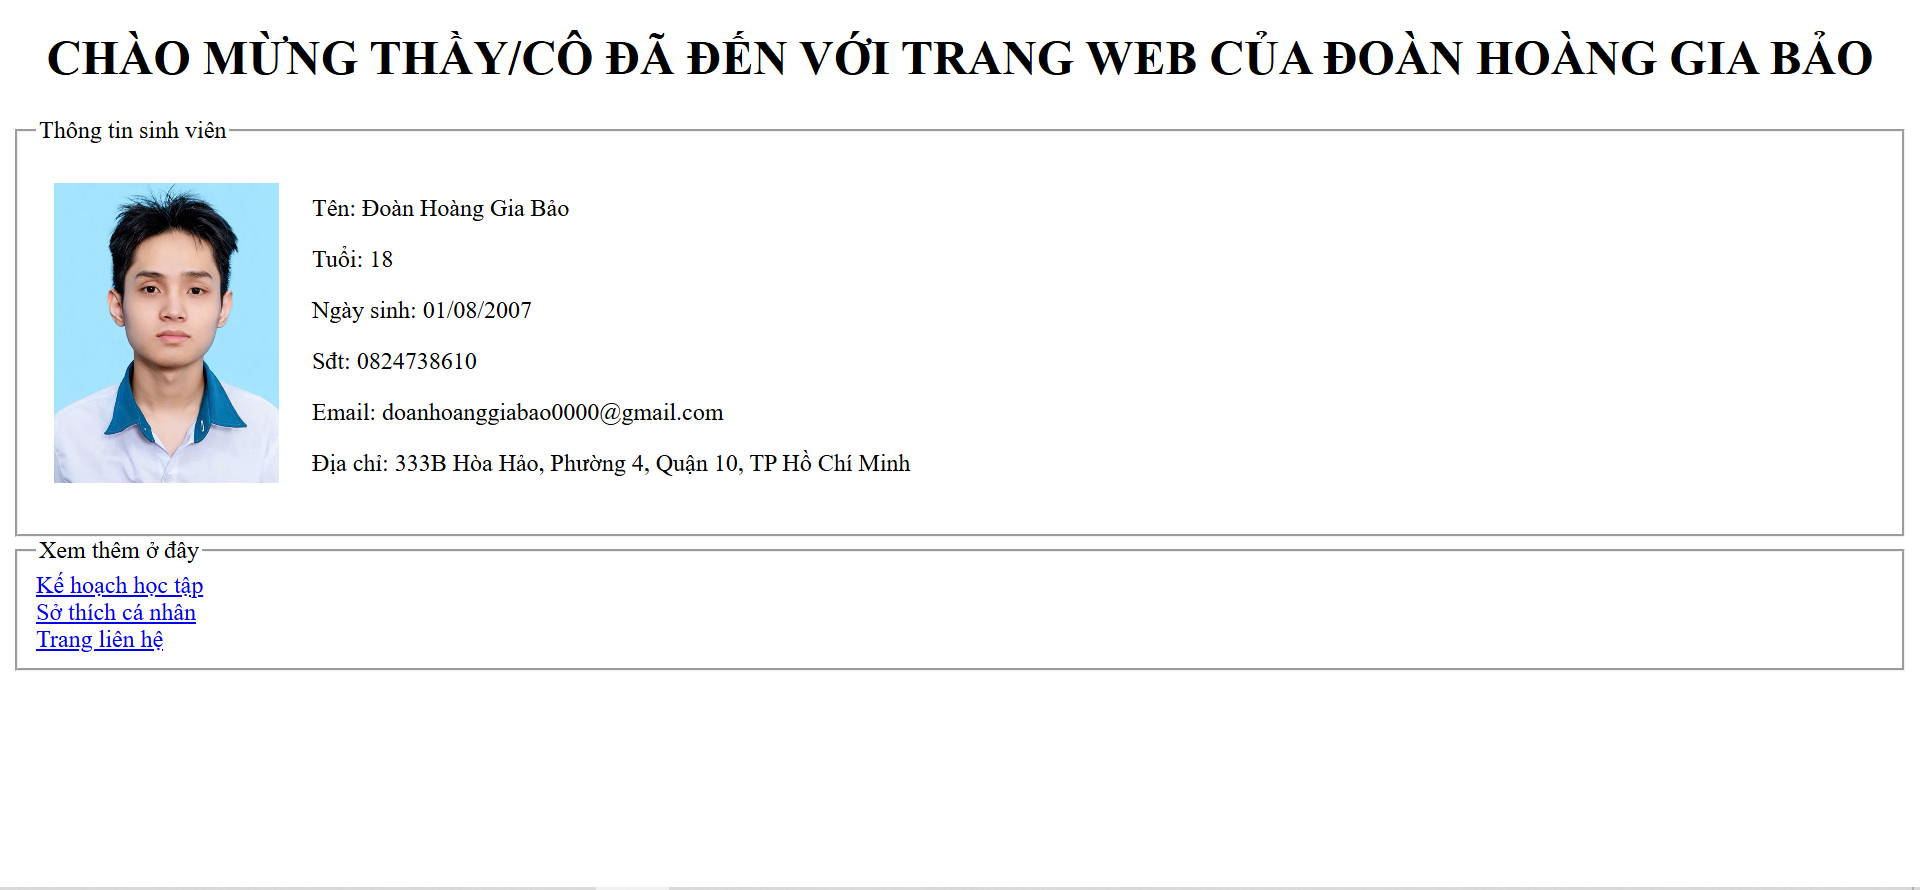 CHÀO MỪNG THẦY/CÔ ĐÃ ĐẾN VỚI TRANG WEB CỦA ĐOÀN HOÀNG GIA BẢO
Thông tin sinh viên
Tên: Đoàn Hoàng Gia Bảo
Tuổi: 18
Ngày sinh: 01/08/2007
Sđt: 0824738610
Email: doanhoanggiabao0000@gmail.com
Địa chỉ: 333B Hòa Hảo, Phường 4, Quận 10, TP Hồ Chí Minh
Xem thêm ở đây
Kế hoạch học tập
Sở thích cá nhân
Trang liên hệ